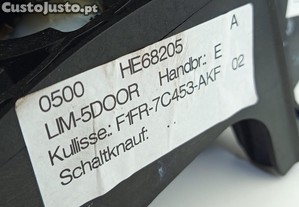 CustoJusto.pt
0500 HE68205 A
LIM-5DOOR Handbr: E
Kullisse: F1FR-7C453-AKF 02
Schaltknauf: . .